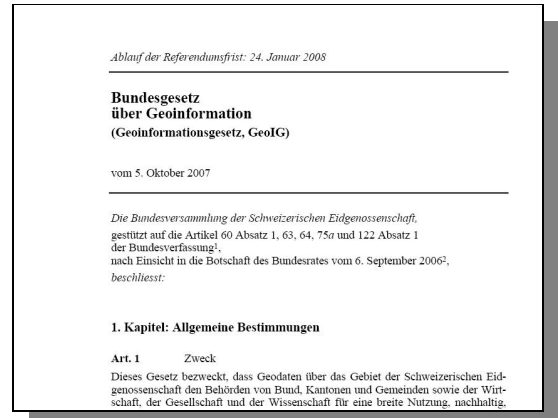 Ablauf der Referendumsfrist: 24. Januar 2008
Bundesgesetz
über Geoinformation
(Geoinformationsgesetz, GeoIG)
vom 5. Oktober 2007
Die Bundesversammlung der Schweizerischen Eidgenossenschaft,
gestützt auf die Artikel 60 Absatz 1, 63, 64, 75a und 122 Absatz 1
der Bundesverfassung¹,
nach Einsicht in die Botschaft des Bundesrates vom 6. September 2006²,
beschliesst:
1. Kapitel: Allgemeine Bestimmungen
Art. 1 Zweck
Dieses Gesetz bezweckt, dass Geodaten über das Gebiet der Schweizerischen Eid-
genossenschaft den Behörden von Bund, Kantonen und Gemeinden sowie der Wirt-
schaft, der Gesellschaft und der Wissenschaft für eine breite Nutzung, nachhaltig,